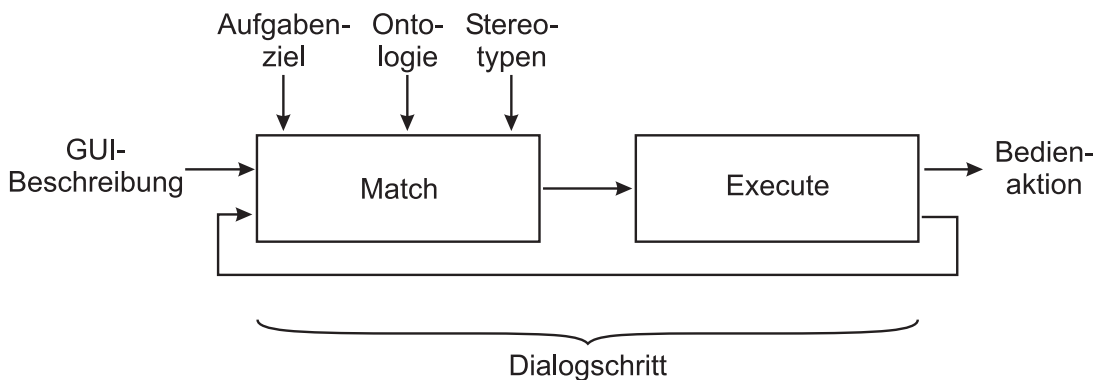 Aufgaben-
ziel
Onto-
logie
Stereo-
typen
GUI-
Beschreibung
Match
Execute
Bedien-
aktion
Dialogschritt